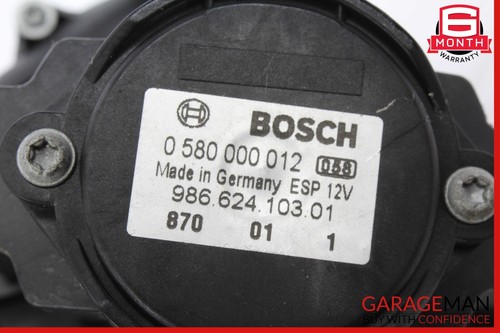 6
MONTH
WARRANTY
BOSCH
0 580 000 012 058
Made in Germany ESP 12V
986.624.103.01
870 01 1
GARAGEMAN
BUY WITH CONFIDENCE